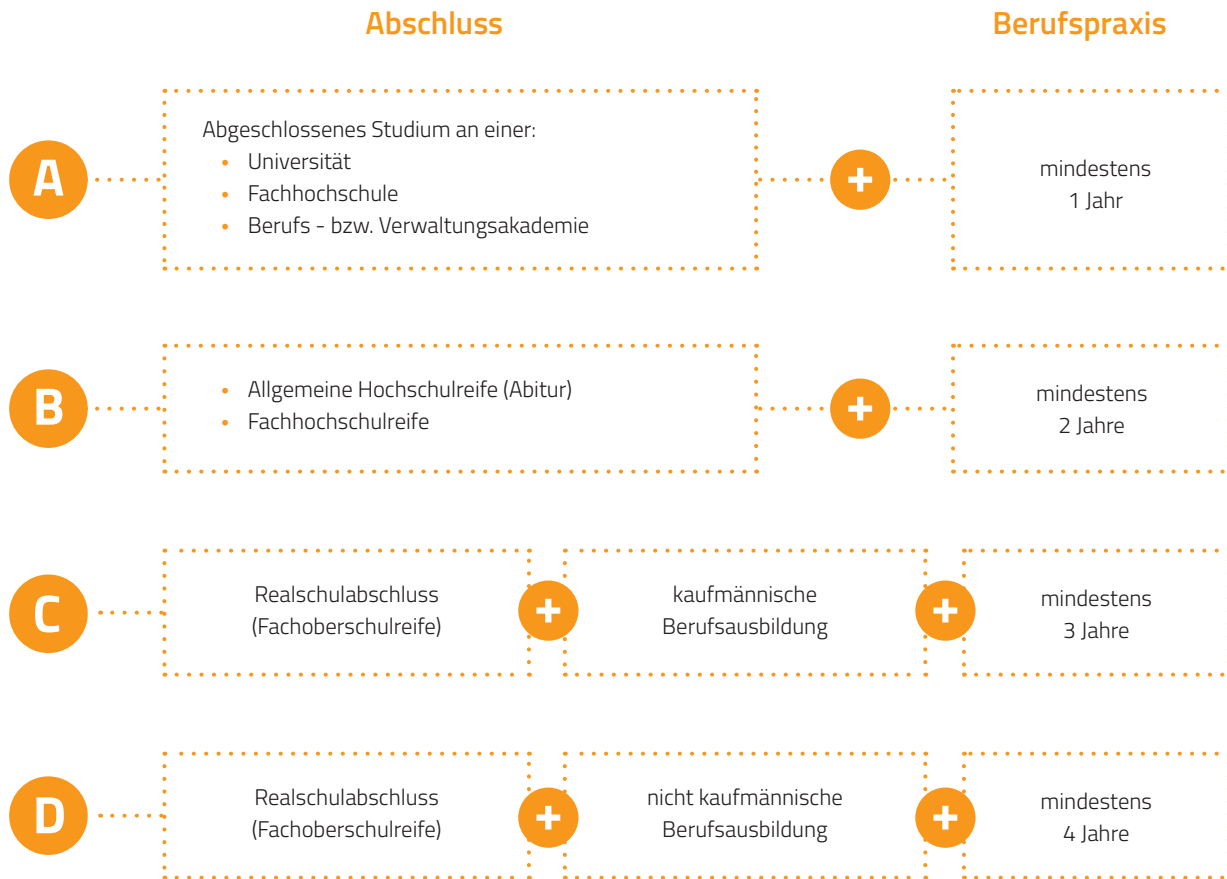 Abschluss
Berufspraxis
A
Abgeschlossenes Studium an einer:
• Universität
• Fachhochschule
• Berufs - bzw. Verwaltungsakademie
+
mindestens
1 Jahr
B
• Allgemeine Hochschulreife (Abitur)
• Fachhochschulreife
+
mindestens
2 Jahre
C
Realschulabschluss
(Fachoberschulreife)
+
kaufmännische
Berufsausbildung
+
mindestens
3 Jahre
D
Realschulabschluss
(Fachoberschulreife)
+
nicht kaufmännische
Berufsausbildung
+
mindestens
4 Jahre